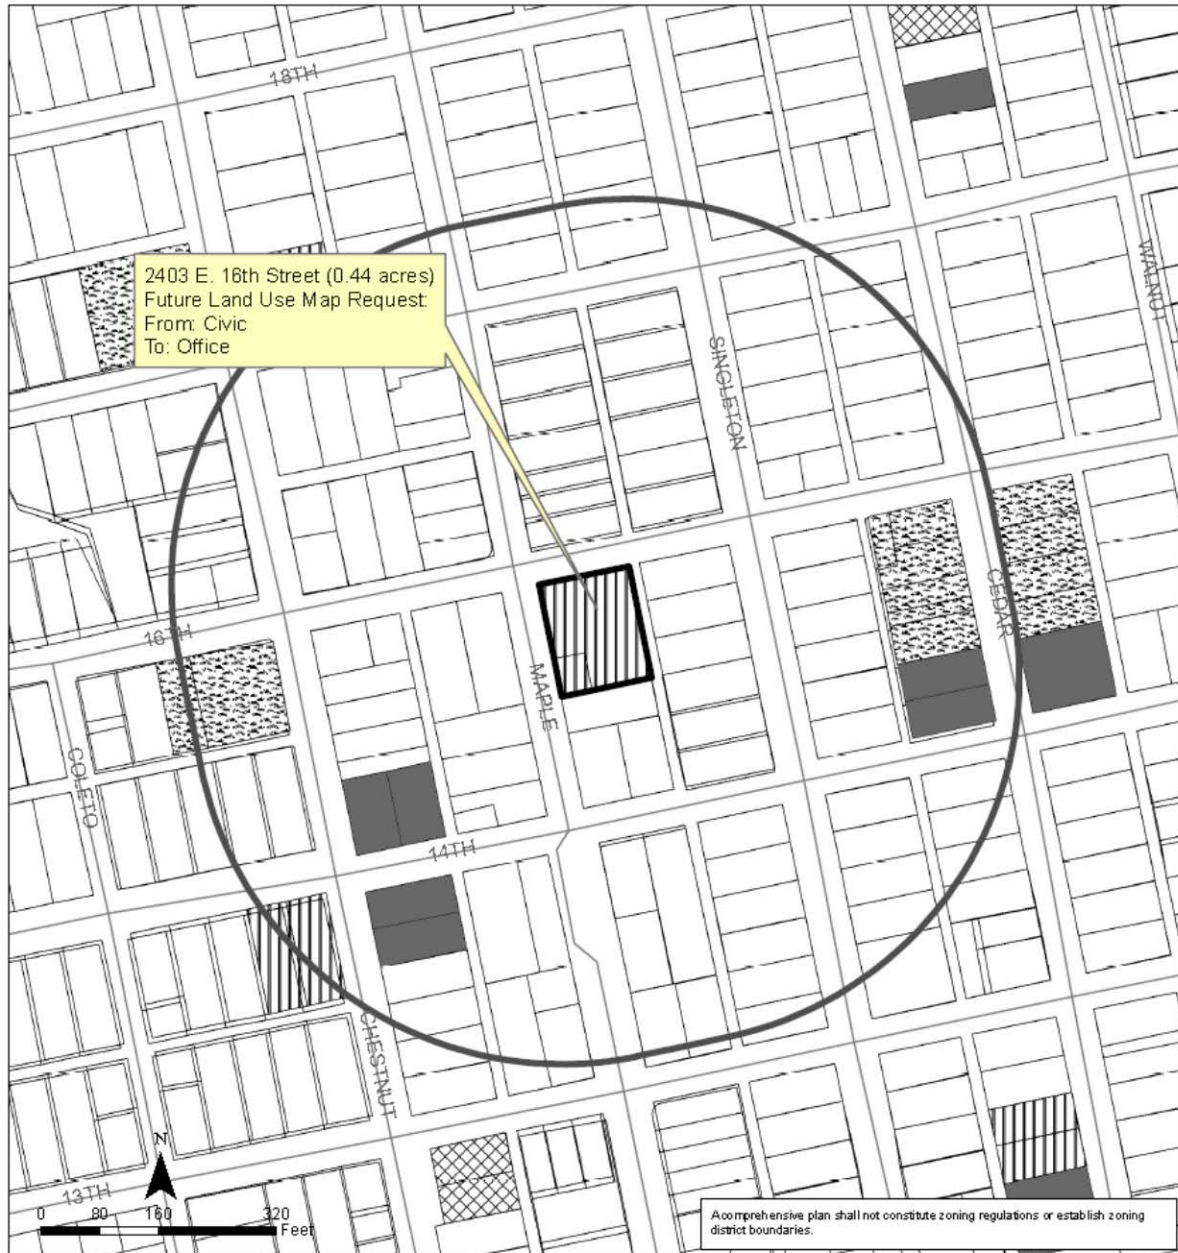 18TH
WALNUT
2403 E. 16th Street (0.44 acres)
Future Land Use Map Request:
From: Civic
To: Office
SINGLETON
CEDAR
16TH
MAPLE
COLETO
14TH
CHESTNUT
N
13TH
0 80 160 320
Feet
Acomprehensive plan shall not constitute zoning regulations or establish zoning
district boundaries.